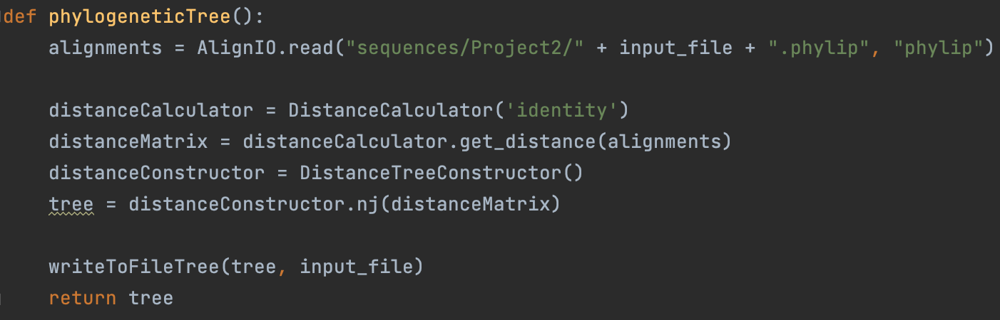 def phylogeneticTree():
alignments = AlignIO.read("sequences/Project2/" + input_file + ".phylip", "phylip")
distanceCalculator = DistanceCalculator('identity')
distanceMatrix = distanceCalculator.get_distance(alignments)
distanceConstructor = DistanceTreeConstructor()
tree = distanceConstructor.nj(distanceMatrix)
writeToFileTree(tree, input_file)
return tree